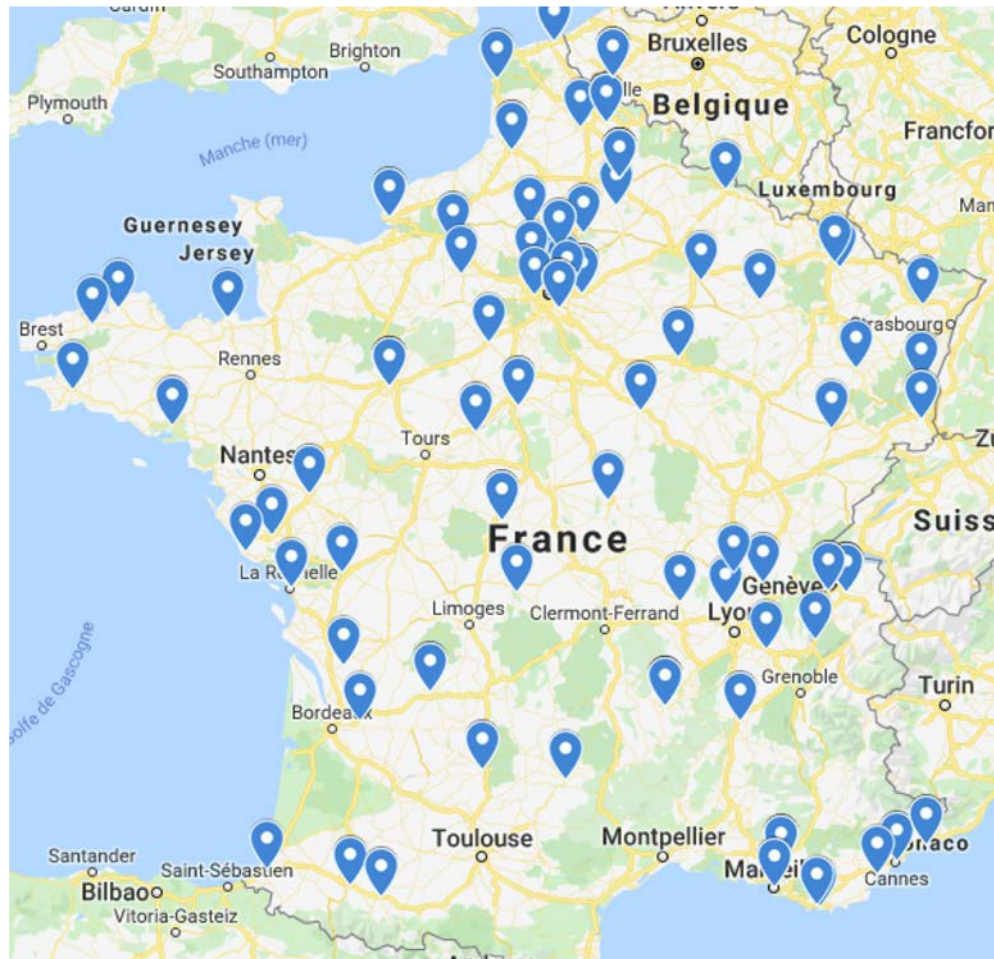 Brighton
Southampton
Plymouth
Bruxelles
Cologne
Belgique
Francfor
Manche (mer)
Luxembourg
Guernesey
Jersey
Brest
Rennes
Strasbourg
Tours
Nantes
France
La Rochelle
Genève
Limoges
Clermont-Ferrand
Lyon
Golfe de Gascogne
Grenoble
Turin
Bordeaux
Toulouse
Montpellier
Santander
Saint-Sébastien
Bilbao
Cannes
Vitoria-Gasteiz